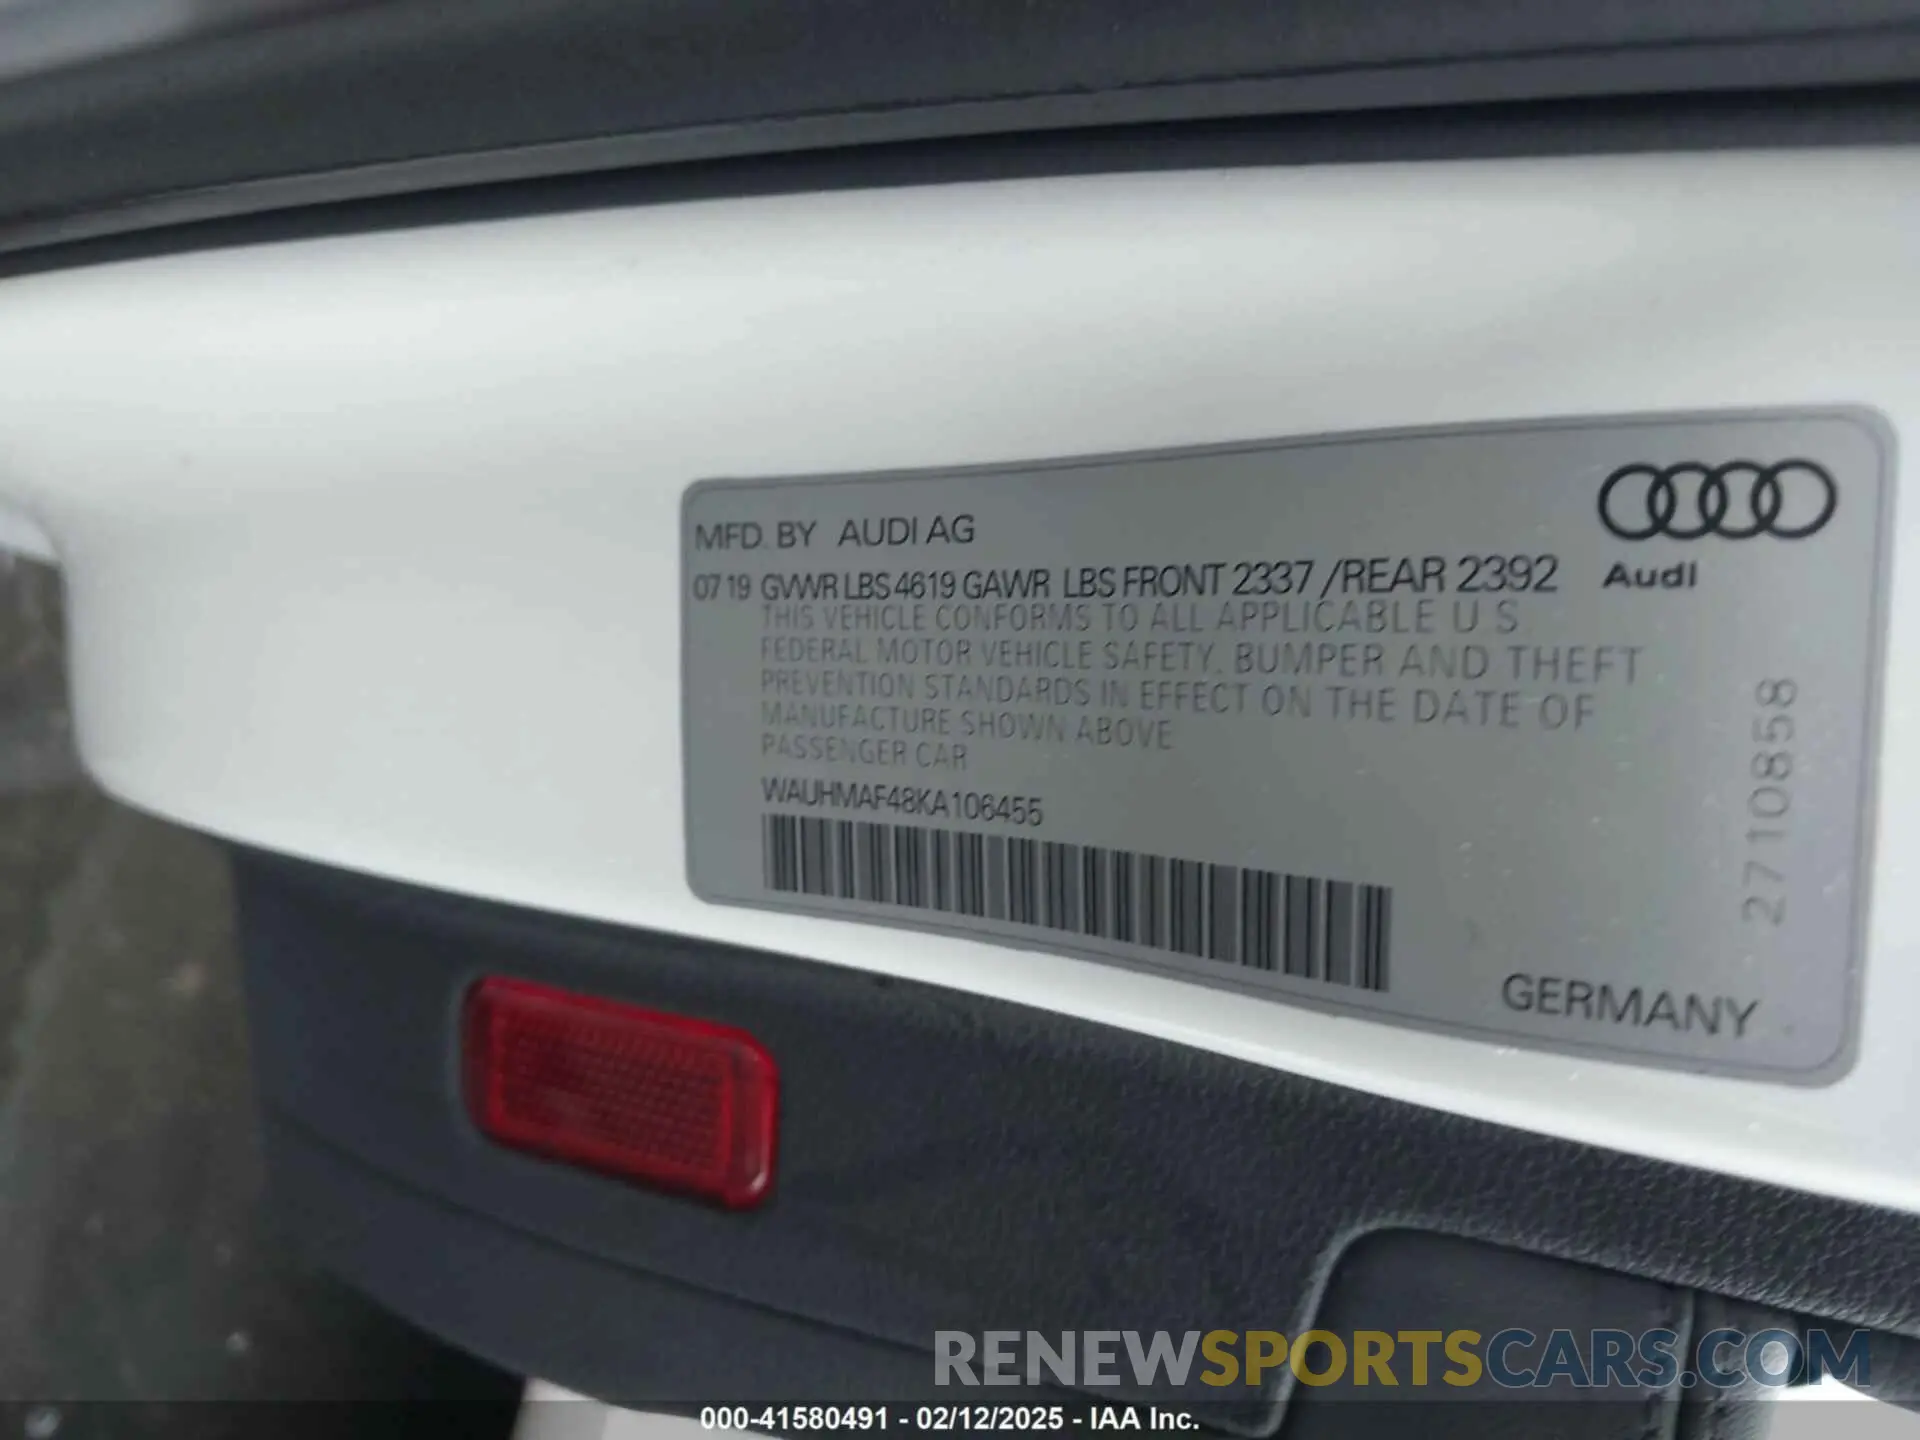 MFD. BY AUDI AG
07 19 GVWR LBS 4619 GAWR LBS FRONT 2337 /REAR 2392
Audi
THIS VEHICLE CONFORMS TO ALL APPLICABLE U S
FEDERAL MOTOR VEHICLE SAFETY, BUMPER AND THEFT
PREVENTION STANDARDS IN EFFECT ON THE DATE OF
MANUFACTURE SHOWN ABOVE
PASSENGER CAR
WAUHMAF48KA106455
2710858
GERMANY
RENEWSPORTSCARS.COM
000-41580491 - 02/12/2025 - IAA Inc.